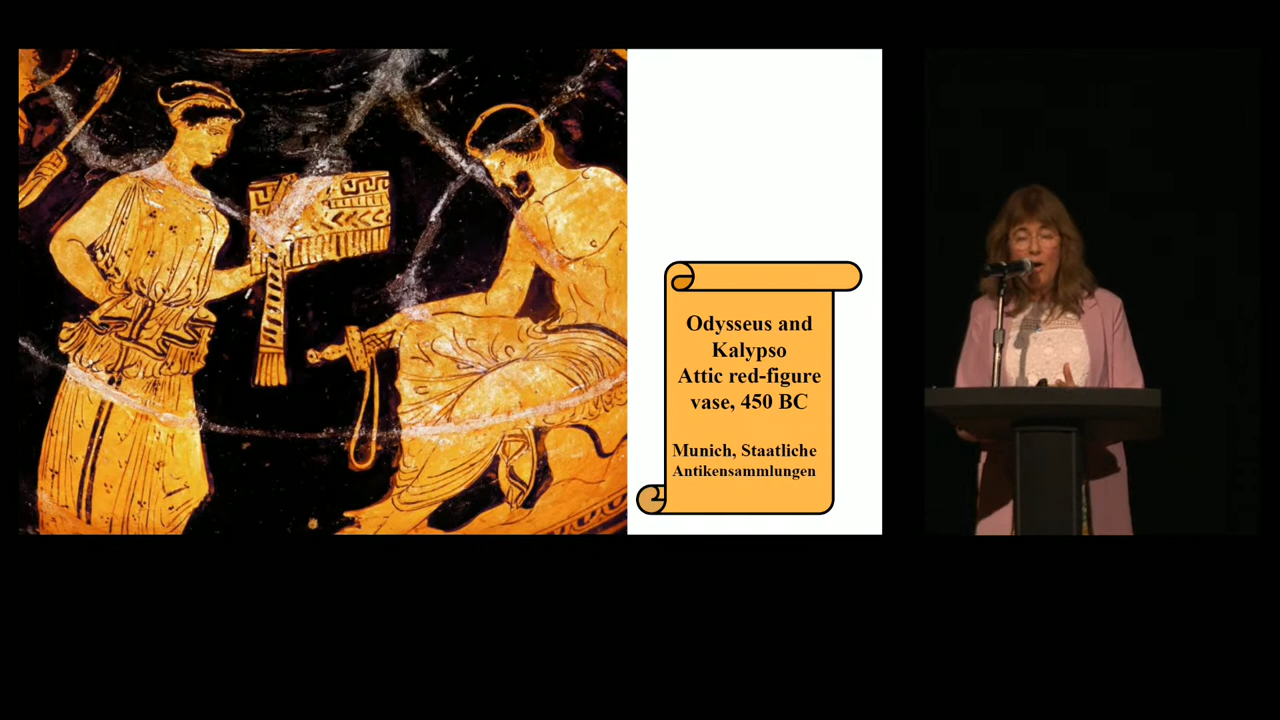 Odysseus and
Kalypso
Attic red-figure
vase, 450 BC
Munich, Staatliche
Antikensammlungen